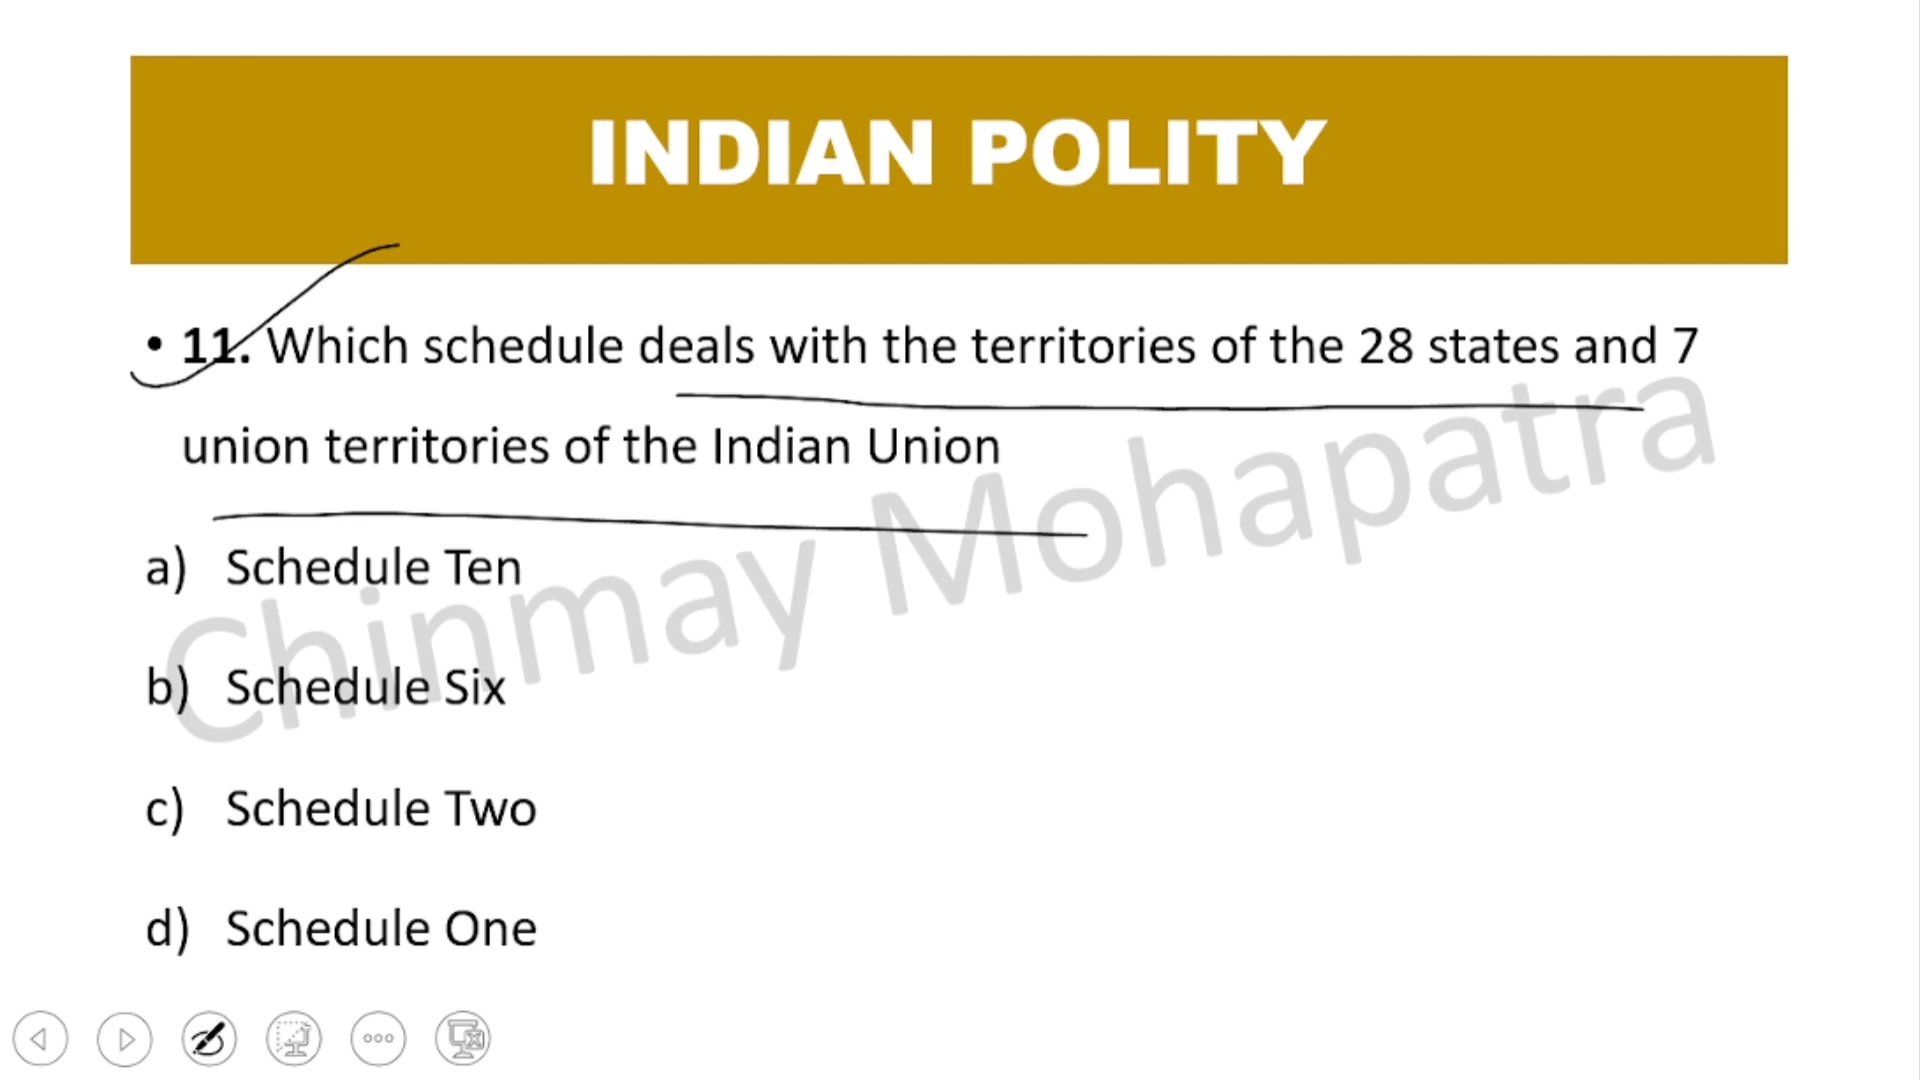 INDIAN POLITY
• 11. Which schedule deals with the territories of the 28 states and 7
union territories of the Indian Union
a) Schedule Ten
b) Schedule Six
c) Schedule Two
d) Schedule One
Chinmay Mohapatra